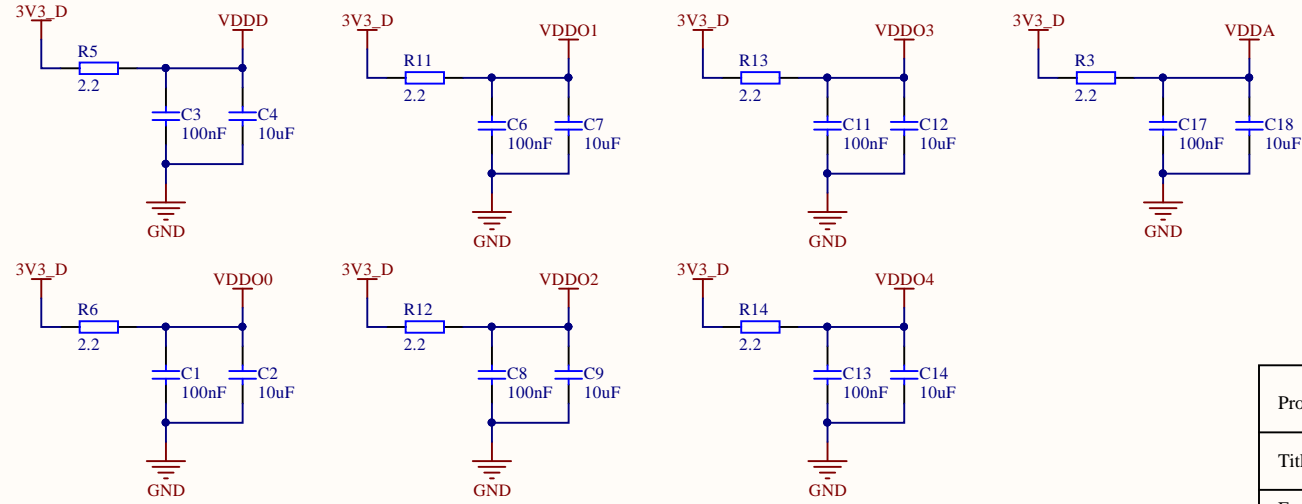 3V3_D
VDDD
R5
2.2
C3
100nF
C4
10uF
GND
3V3_D
VDDO1
R11
2.2
C6
100nF
C7
10uF
GND
3V3_D
VDDO3
R13
2.2
C11
100nF
C12
10uF
GND
3V3_D
VDDA
R3
2.2
C17
100nF
C18
10uF
GND
3V3_D
VDDO0
R6
2.2
C1
100nF
C2
10uF
GND
3V3_D
VDDO2
R12
2.2
C8
100nF
C9
10uF
GND
3V3_D
VDDO4
R14
2.2
C13
100nF
C14
10uF
GND
Pro
Titl